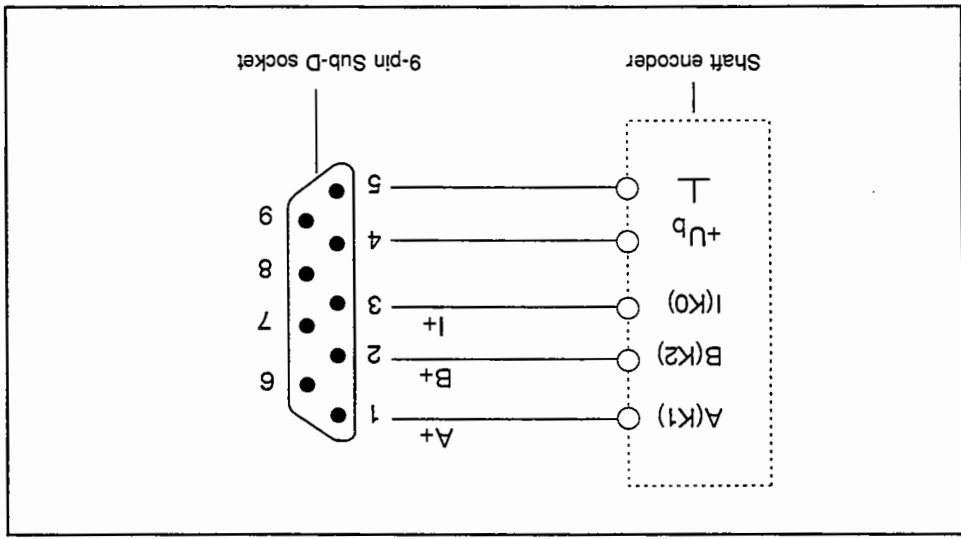 A(K1) A+ 1
6
B(K2) B+ 2
7
I(K0) I+ 3
8
+Ub 4
9
⊥ 5
Shaft encoder
9-pin Sub-D socket